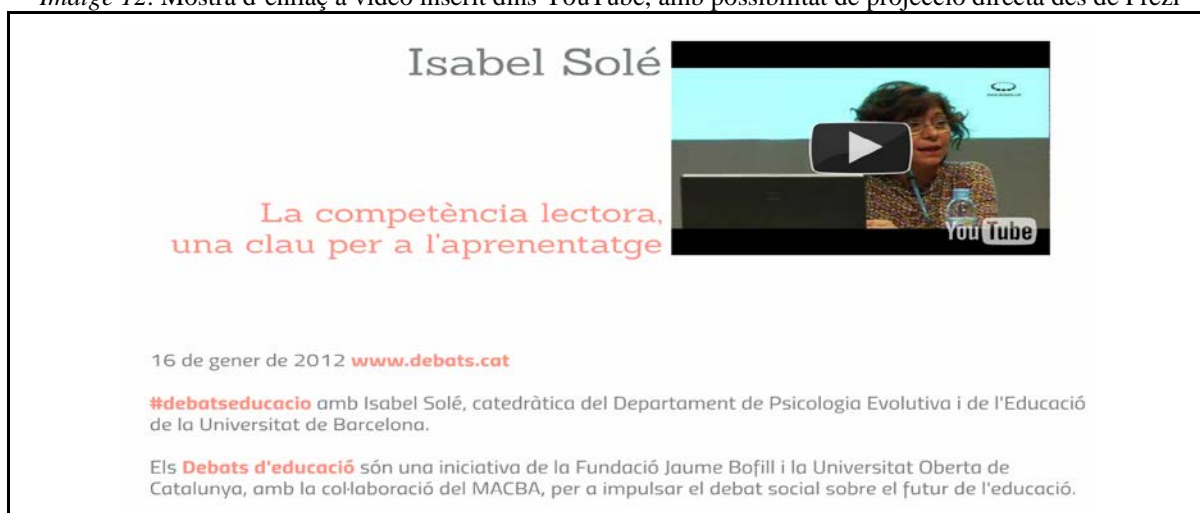 Imatge 12: Mostra d'enllaç a vídeo inserit dins YouTube, amb possibilitat de projecció directa des de Prezi
Isabel Solé
www.debats.cat
La competència lectora,
una clau per a l'aprenentatge
You Tube
16 de gener de 2012 www.debats.cat
#debatseducacio amb Isabel Solé, catedràtica del Departament de Psicologia Evolutiva i de l'Educació
de la Universitat de Barcelona.
Els Debats d'educació són una iniciativa de la Fundació Jaume Bofill i la Universitat Oberta de
Catalunya, amb la col·laboració del MACBA, per a impulsar el debat social sobre el futur de l'educació.